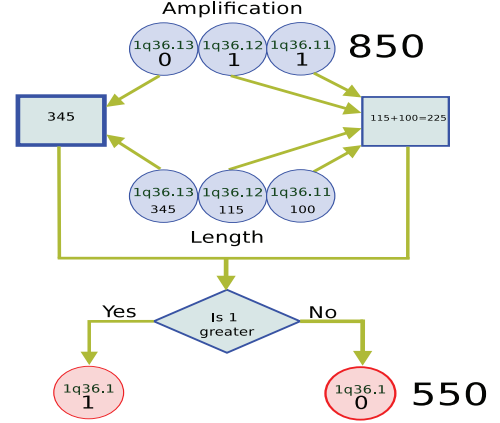 Amplification
1q36.13 1q36.12 1q36.11 850
0 1 1
345
115+100=225
1q36.13 1q36.12 1q36.11
345 115 100
Length
Is 1
greater
Yes
No
1q36.1
1
1q36.1
0
550